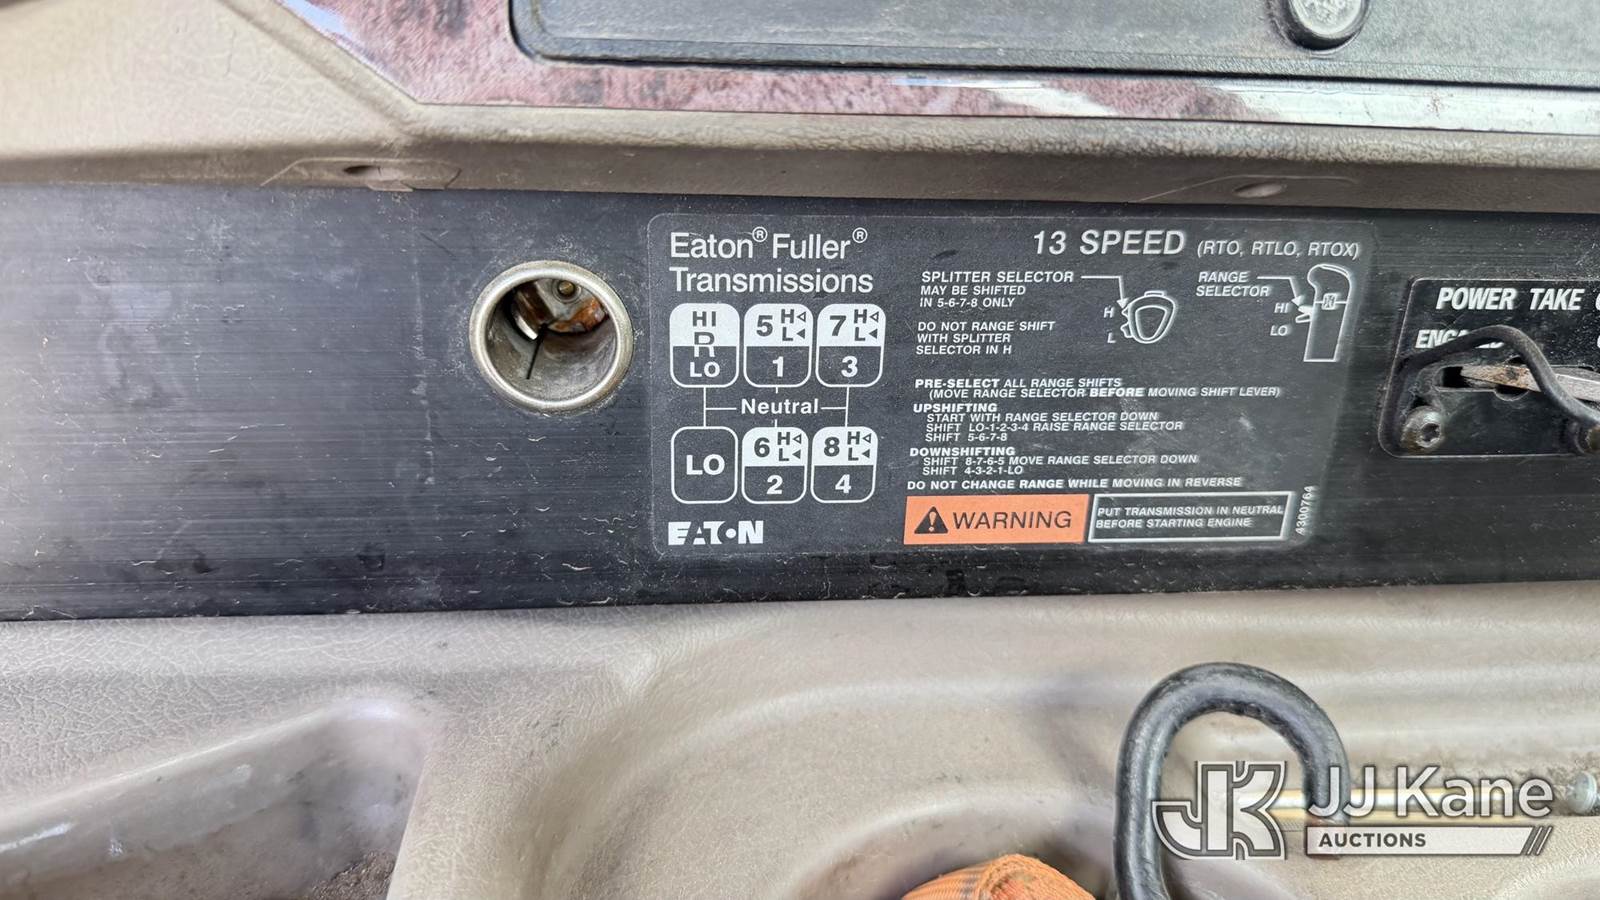 Eaton® Fuller®
Transmissions
HI
R
LO
5 H L
1
7 H L
3
Neutral
LO
6 H L
2
8 H L
4
EATON
13 SPEED (RTO, RTLO, RTOX)
SPLITTER SELECTOR
MAY BE SHIFTED
IN 5-6-7-8 ONLY
H
L
DO NOT RANGE SHIFT
WITH SPLITTER
SELECTOR IN H
RANGE
SELECTOR
HI
LO
PRE-SELECT ALL RANGE SHIFTS
(MOVE RANGE SELECTOR BEFORE MOVING SHIFT LEVER)
UPSHIFTING
START WITH RANGE SELECTOR DOWN
SHIFT LO-1-2-3-4 RAISE RANGE SELECTOR
SHIFT 5-6-7-8
DOWNSHIFTING
SHIFT 8-7-6-5 MOVE RANGE SELECTOR DOWN
SHIFT 4-3-2-1-LO
DO NOT CHANGE RANGE WHILE MOVING IN REVERSE
WARNING
PUT TRANSMISSION IN NEUTRAL
BEFORE STARTING ENGINE
4300764
POWER TAKE
JK JJ Kane
AUCTIONS